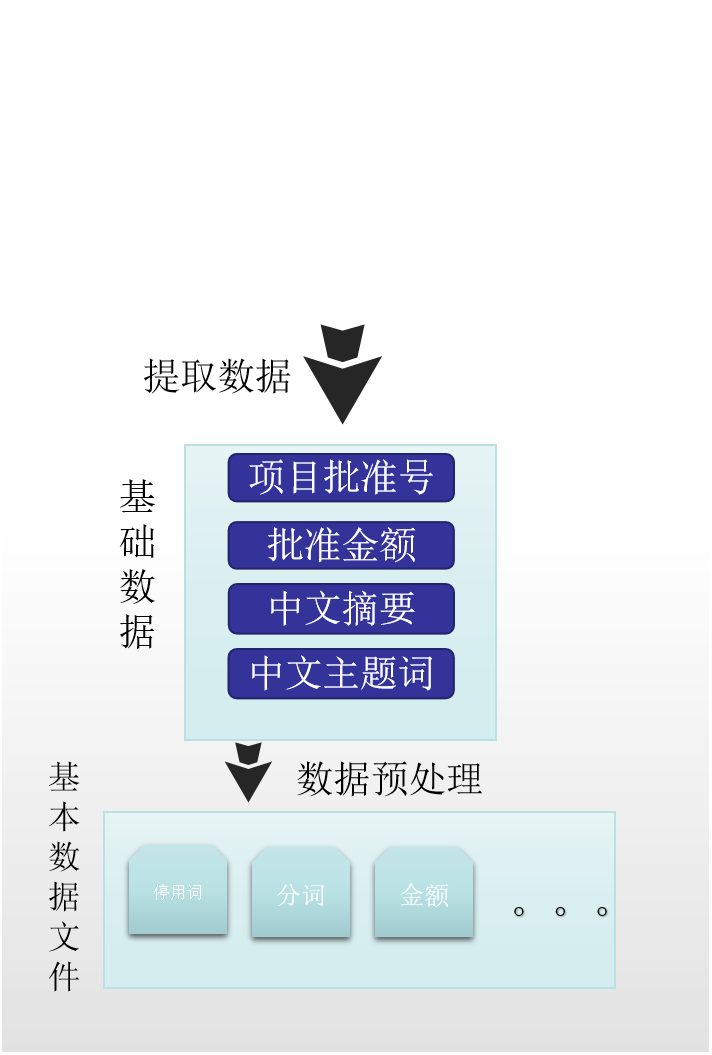 提取数据
基础数据
项目批准号
批准金额
中文摘要
中文主题词
数据预处理
基本数据文件
停用词
分词
金额
。。。